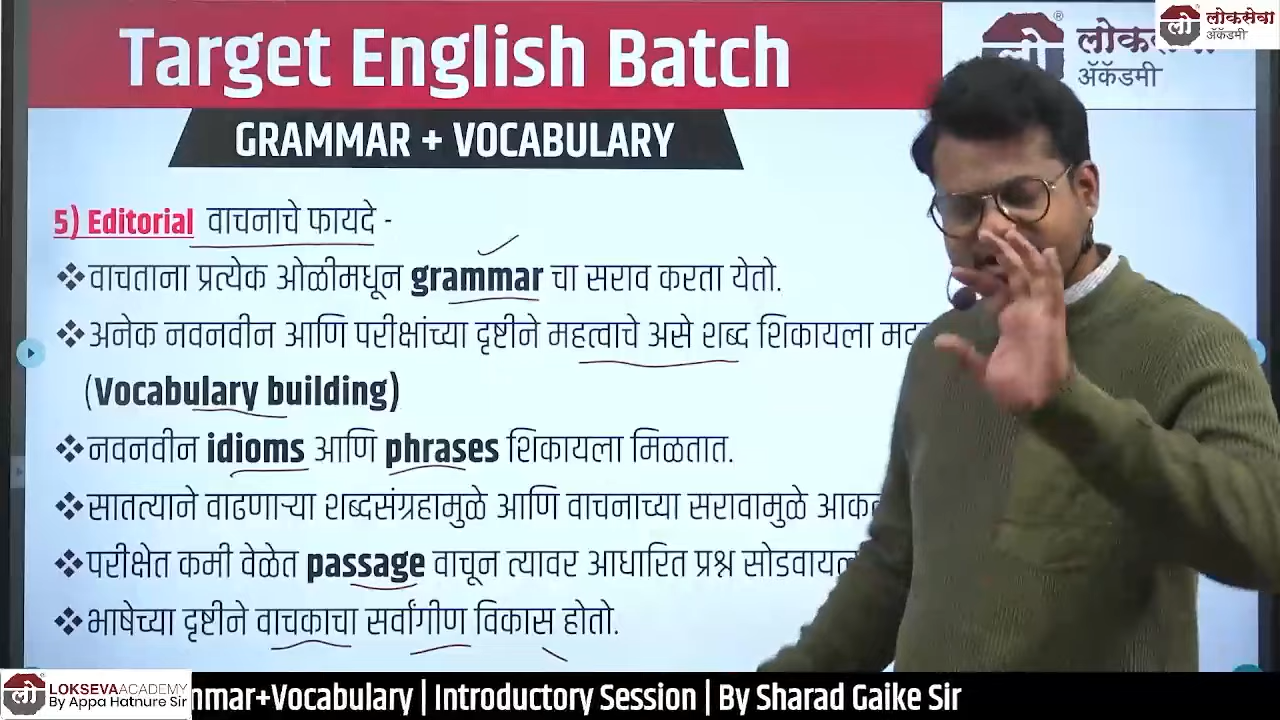 Target English Batch
GRAMMAR + VOCABULARY
5) Editorial वाचनाचे फायदे -
❖ वाचताना प्रत्येक ओळीमधून grammar चा सराव करता येतो.
❖ अनेक नवनवीन आणि परीक्षांच्या दृष्टीने महत्वाचे असे शब्द शिकायला
(Vocabulary building)
❖ नवनवीन idioms आणि phrases शिकायला मिळतात.
❖ सातत्याने वाढणाऱ्या शब्दसंग्रहामुळे आणि वाचनाच्या सरावामुळे
❖ परीक्षेत कमी वेळेत passage वाचून त्यावर आधारित प्रश्न
❖ भाषेच्या दृष्टीने वाचकाचा सर्वांगीण विकास होतो.
लो
ॲकॅडमी
लो लोकसेवा
ॲकॅडमी
लो LOKSEVA ACADEMY
By Appa Hatnure Sir
+Vocabulary | Introductory Session | By Sharad Gaike Sir